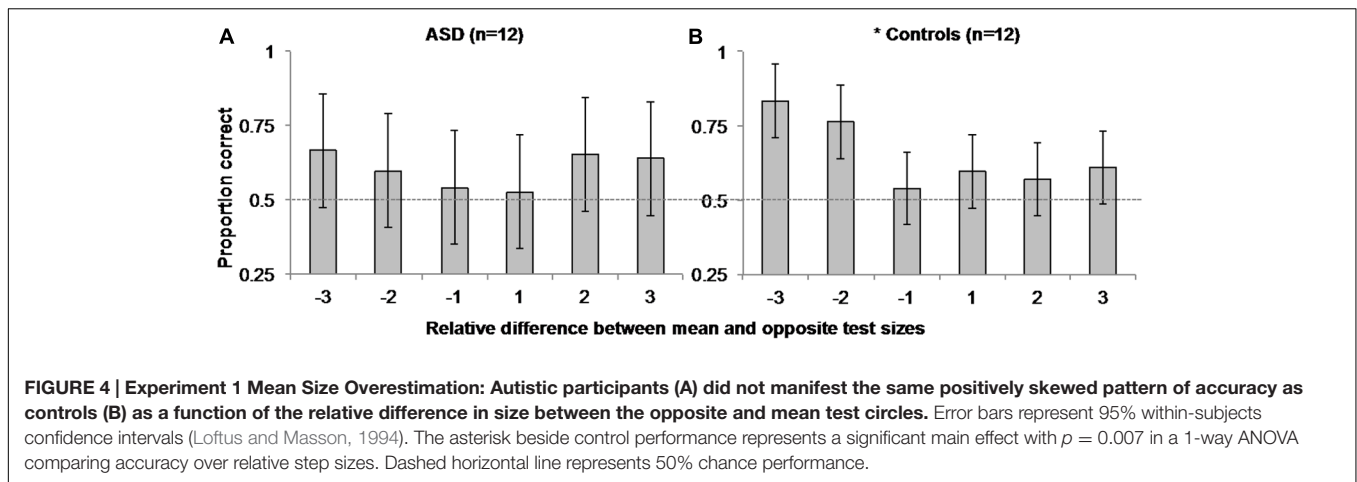 A ASD (n=12) B * Controls (n=12)
1 1
0.75 0.75
0.5 0.5
0.25 0.25
Proportion correct
-3 -2 -1 1 2 3 -3 -2 -1 1 2 3
Relative difference between mean and opposite test sizes
FIGURE 4 | Experiment 1 Mean Size Overestimation: Autistic participants (A) did not manifest the same positively skewed pattern of accuracy as
controls (B) as a function of the relative difference in size between the opposite and mean test circles. Error bars represent 95% within-subjects
confidence intervals (Loftus and Masson, 1994). The asterisk beside control performance represents a significant main effect with p = 0.007 in a 1-way ANOVA
comparing accuracy over relative step sizes. Dashed horizontal line represents 50% chance performance.